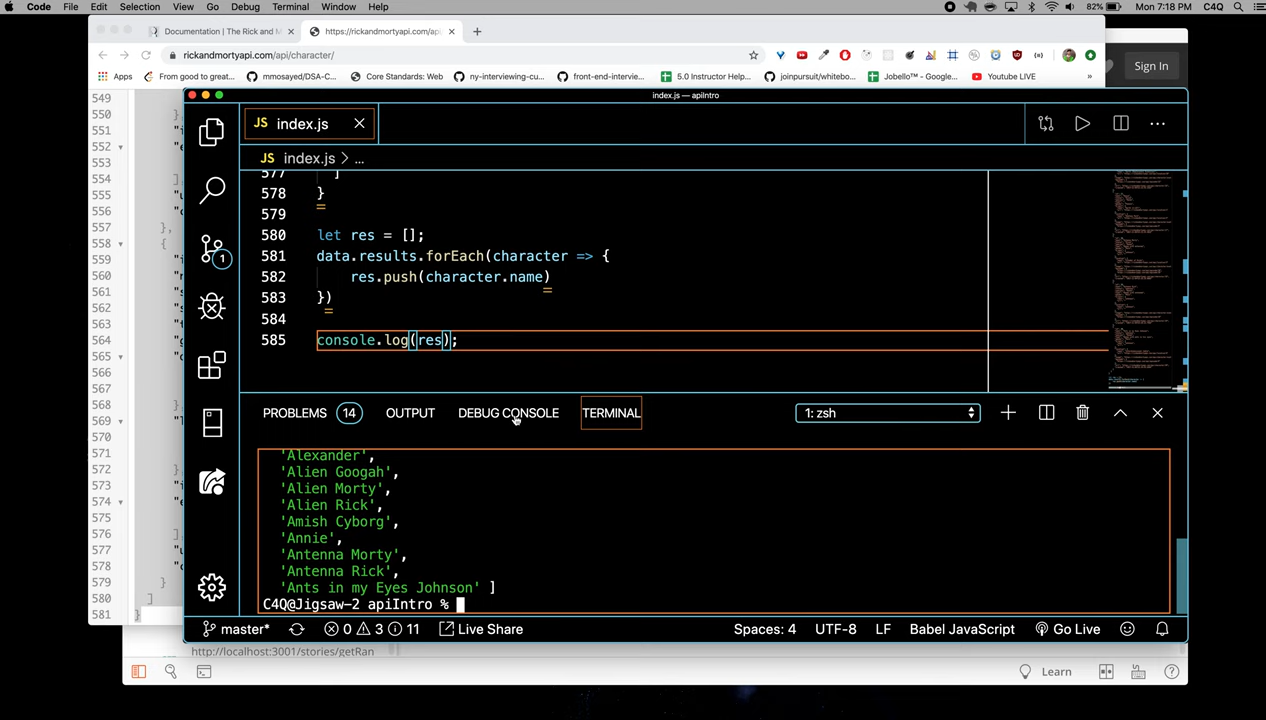 Code File Edit Selection View Go Debug Terminal Window Help 82% Mon 7:18 PM C4Q
Documentation | The Rick and M
https://rickandmortyapi.com/ap
rickandmortyapi.com/api/character/
Apps From good to great... mmosayed/DSA-C... Core Standards: Web ny-interviewing-cu... front-end-intervie... 5.0 Instructor Help... joinpursuit/whitebo... Jobello™ - Google... YouTube LIVE »
Sign In
index.js — apiIntro
JS index.js
JS index.js > ...
577 ]
578 }
579
580 let res = [];
581 data.results.forEach(character => {
582 res.push(character.name)
583 })
584
585 console.log(res);
PROBLEMS 14 OUTPUT DEBUG CONSOLE TERMINAL 1: zsh
'Alexander',
'Alien Googah',
'Alien Morty',
'Alien Rick',
'Amish Cyborg',
'Annie',
'Antenna Morty',
'Antenna Rick',
'Ants in my Eyes Johnson' ]
C4Q@Jigsaw-2 apiIntro %
master* 0 3 11 Live Share Spaces: 4 UTF-8 LF Babel JavaScript Go Live
549
550 },
551 "i
552 "e
553
554 ],
555 "u
556 "c
557 },
558 {
559 "i
560 "n
561 "s
562 "s
563 "t
564 "g
565 "c
566
567
568 },
569 "l
570
571
572 },
573 "i
574 "e
575
576 ],
577 "u
578 "c
579 }
580 ]
581 }
http://localhost:3001/stories/getRan
Learn